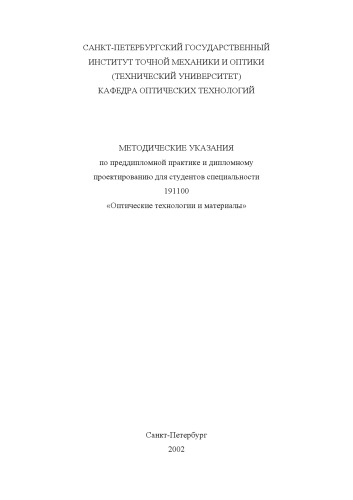 САНКТ-ПЕТЕРБУРГСКИЙ ГОСУДАРСТВЕННЫЙ
ИНСТИТУТ ТОЧНОЙ МЕХАНИКИ И ОПТИКИ
(ТЕХНИЧЕСКИЙ УНИВЕРСИТЕТ)
КАФЕДРА ОПТИЧЕСКИХ ТЕХНОЛОГИЙ
МЕТОДИЧЕСКИЕ УКАЗАНИЯ
по преддипломной практике и дипломному
проектированию для студентов специальности
191100
«Оптические технологии и материалы»
Санкт-Петербург
2002